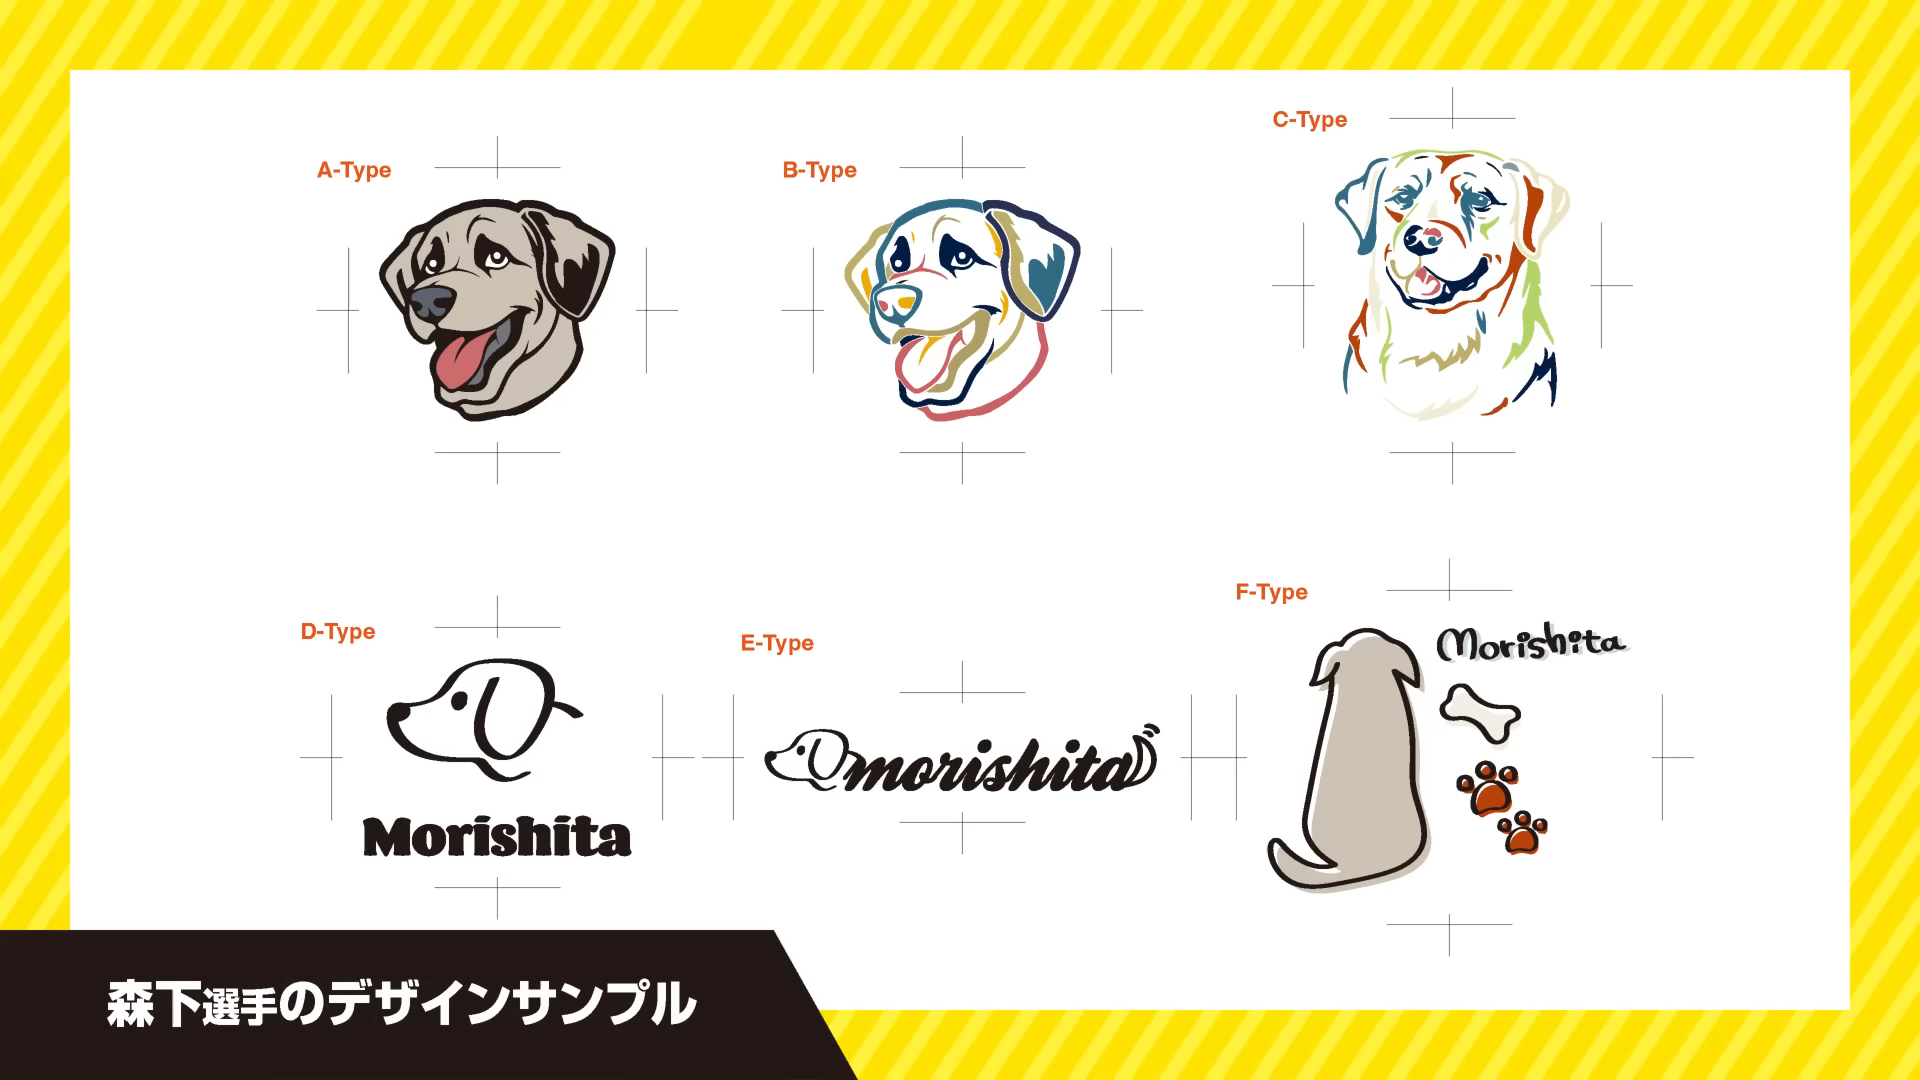 A-Type
B-Type
C-Type
D-Type
Morishita
E-Type
morishita
F-Type
Morishita
森下選手のデザインサンプル